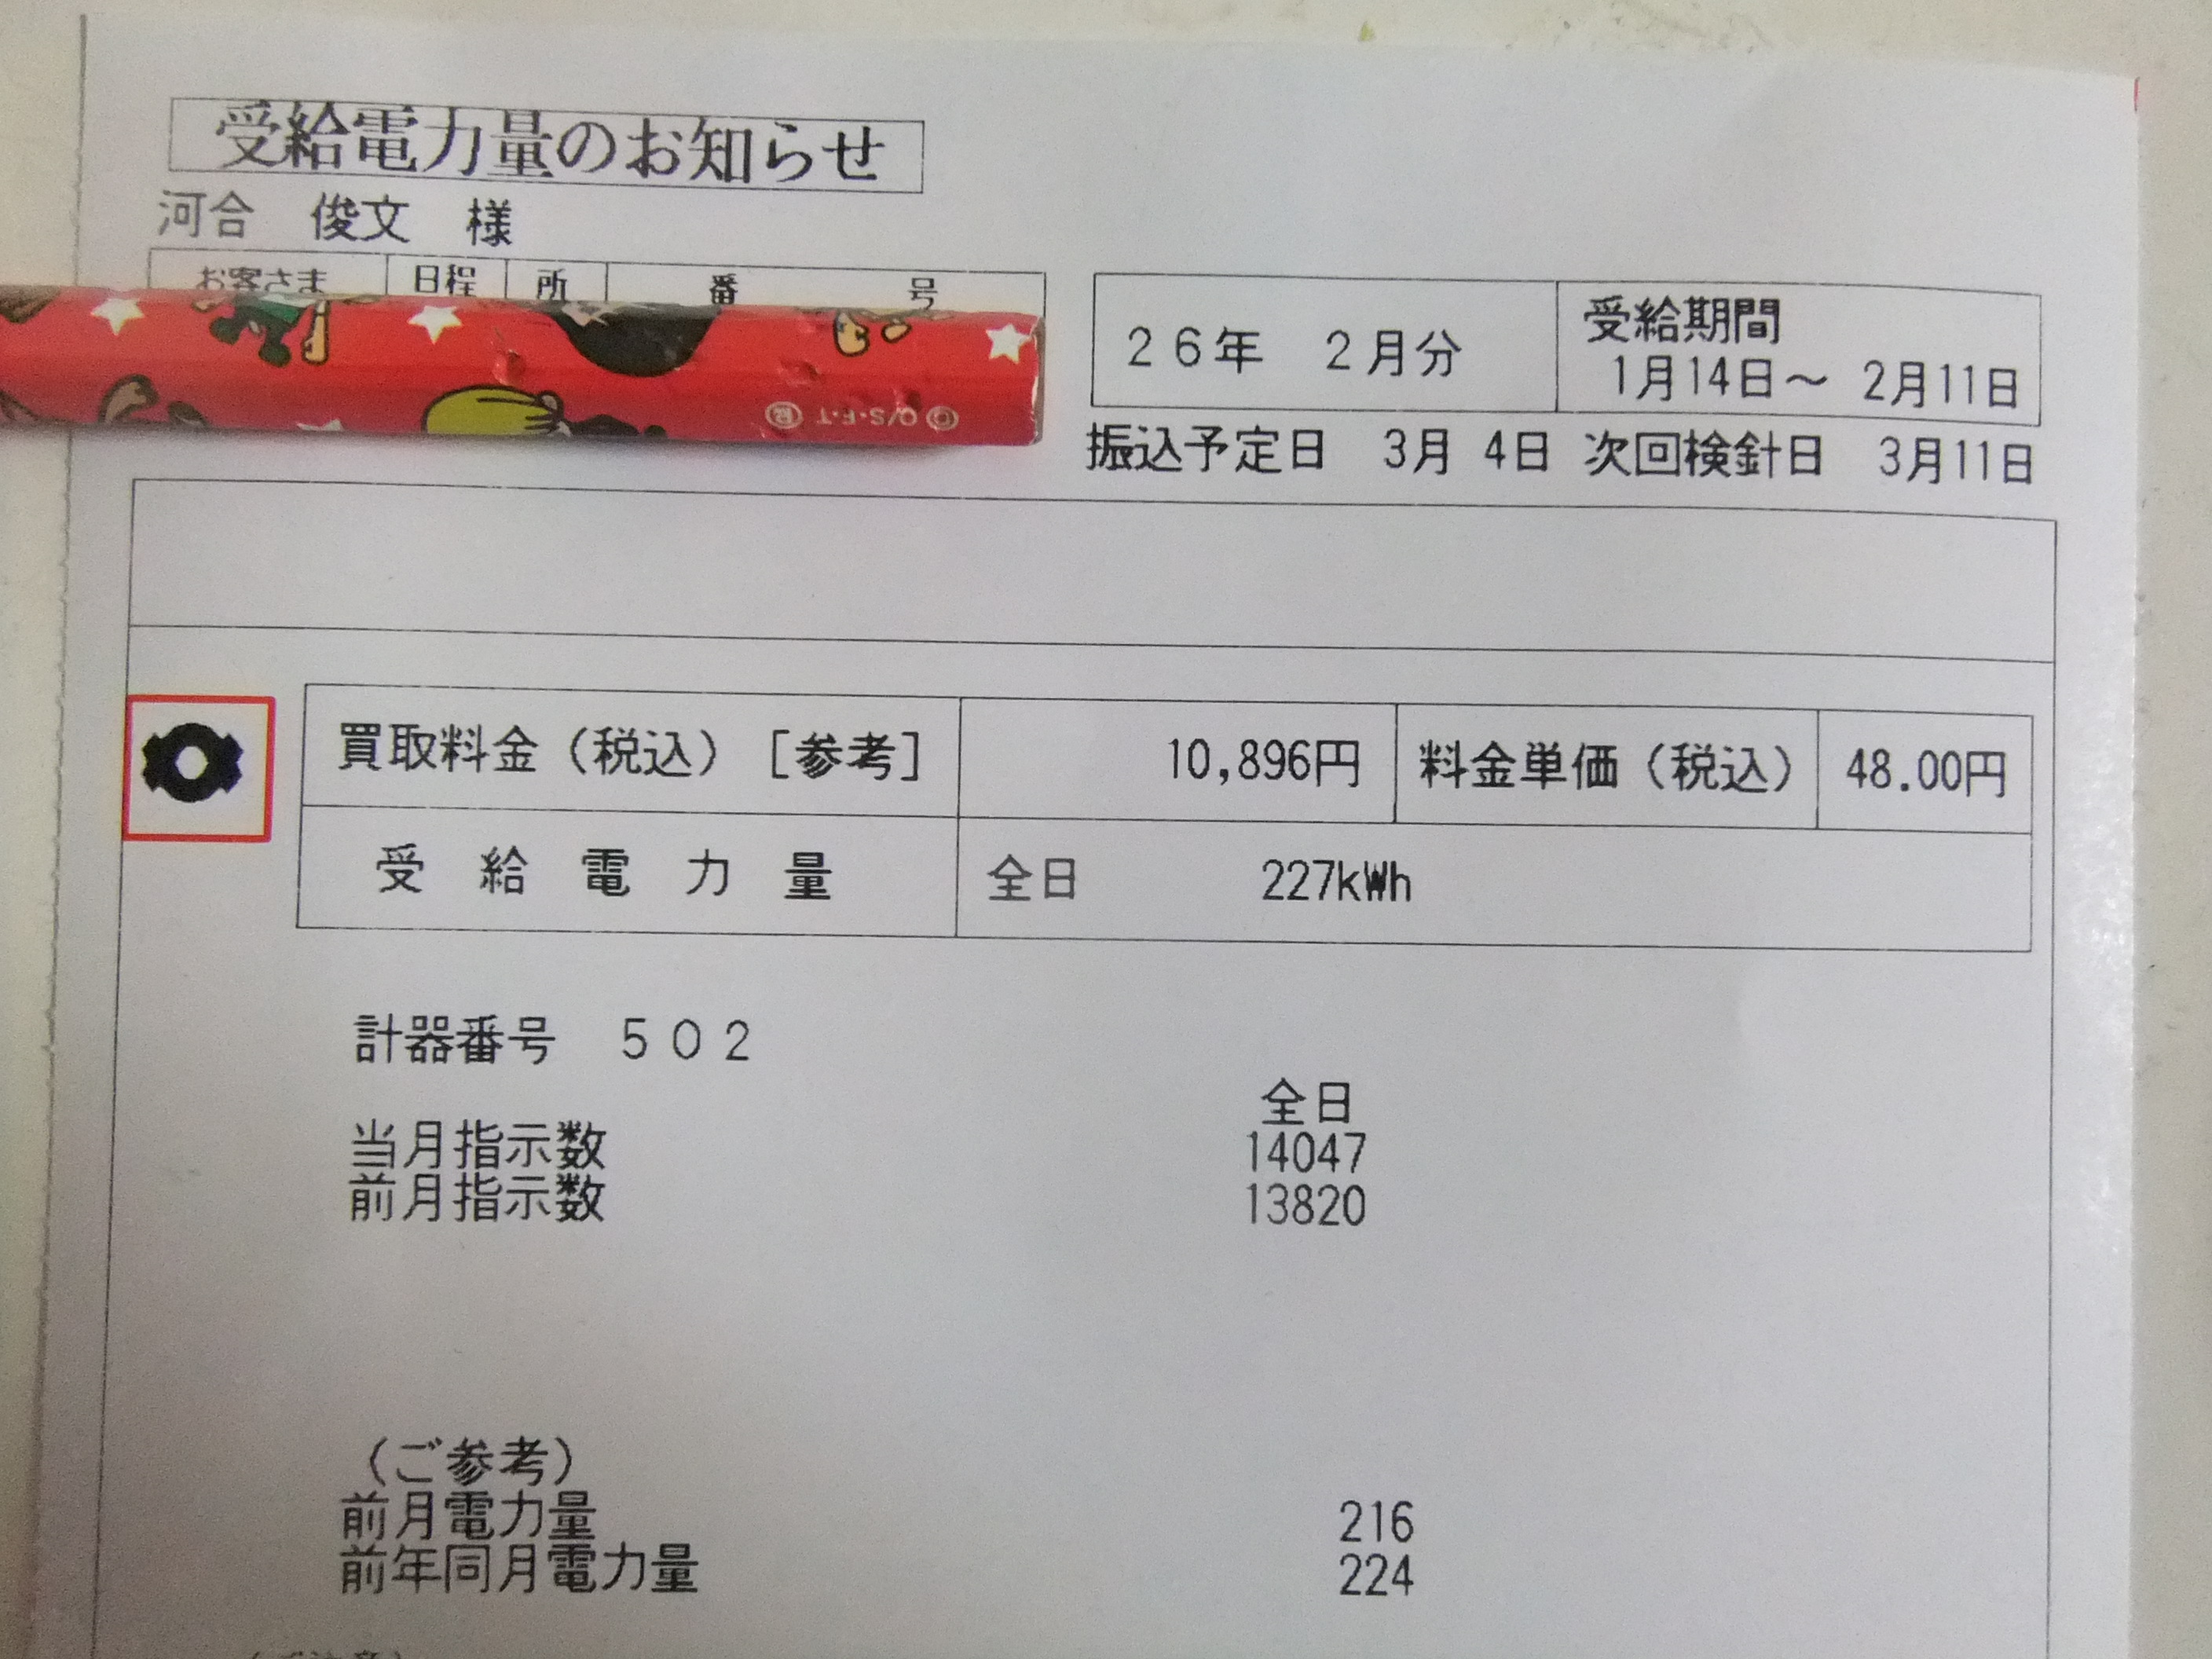 受給電力量のお知らせ
河合 俊文 様
お客さま 日程 所 番 号
26年 2月分 受給期間
1月14日~ 2月11日
振込予定日 3月 4日 次回検針日 3月11日
買取料金(税込)[参考] 10,896円 料金単価(税込) 48.00円
受給電力量 全日 227kWh
計器番号 502
全日
当月指示数 14047
前月指示数 13820
(ご参考)
前月電力量 216
前年同月電力量 224